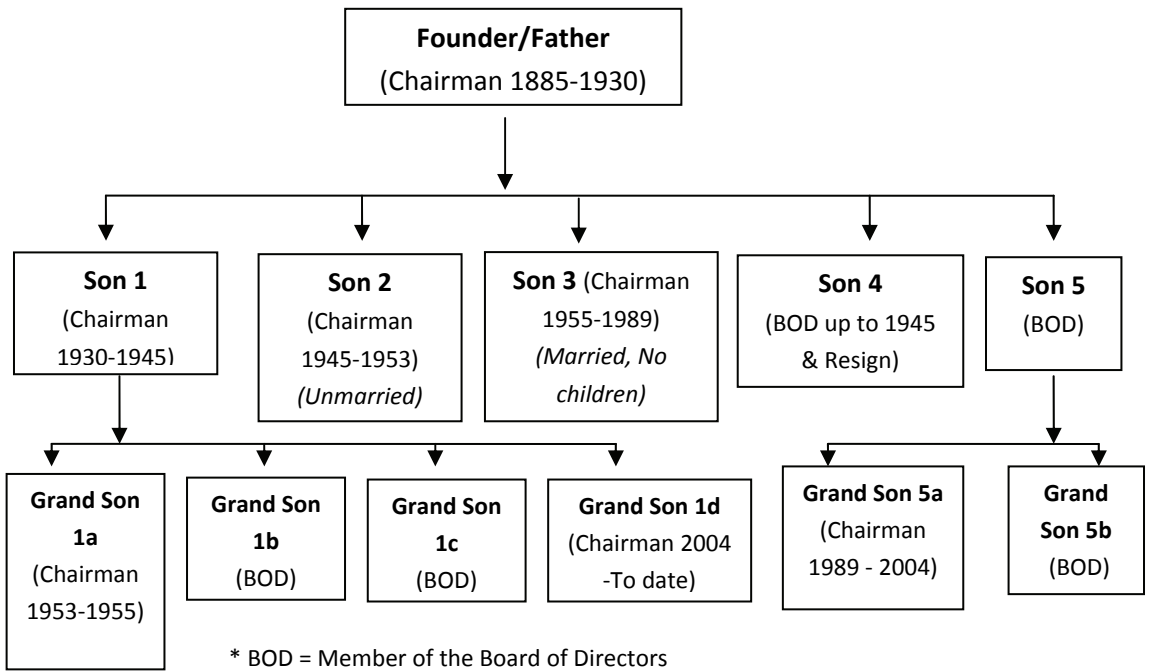 Founder/Father
(Chairman 1885-1930)
Son 1
(Chairman
1930-1945)
Son 2
(Chairman
1945-1953)
(Unmarried)
Son 3 (Chairman
1955-1989)
(Married, No
children)
Son 4
(BOD up to 1945
& Resign)
Son 5
(BOD)
Grand Son
1a
(Chairman
1953-1955)
Grand Son
1b
(BOD)
Grand Son
1c
(BOD)
Grand Son 1d
(Chairman 2004
-To date)
Grand Son 5a
(Chairman
1989 - 2004)
Grand
Son 5b
(BOD)
* BOD = Member of the Board of Directors